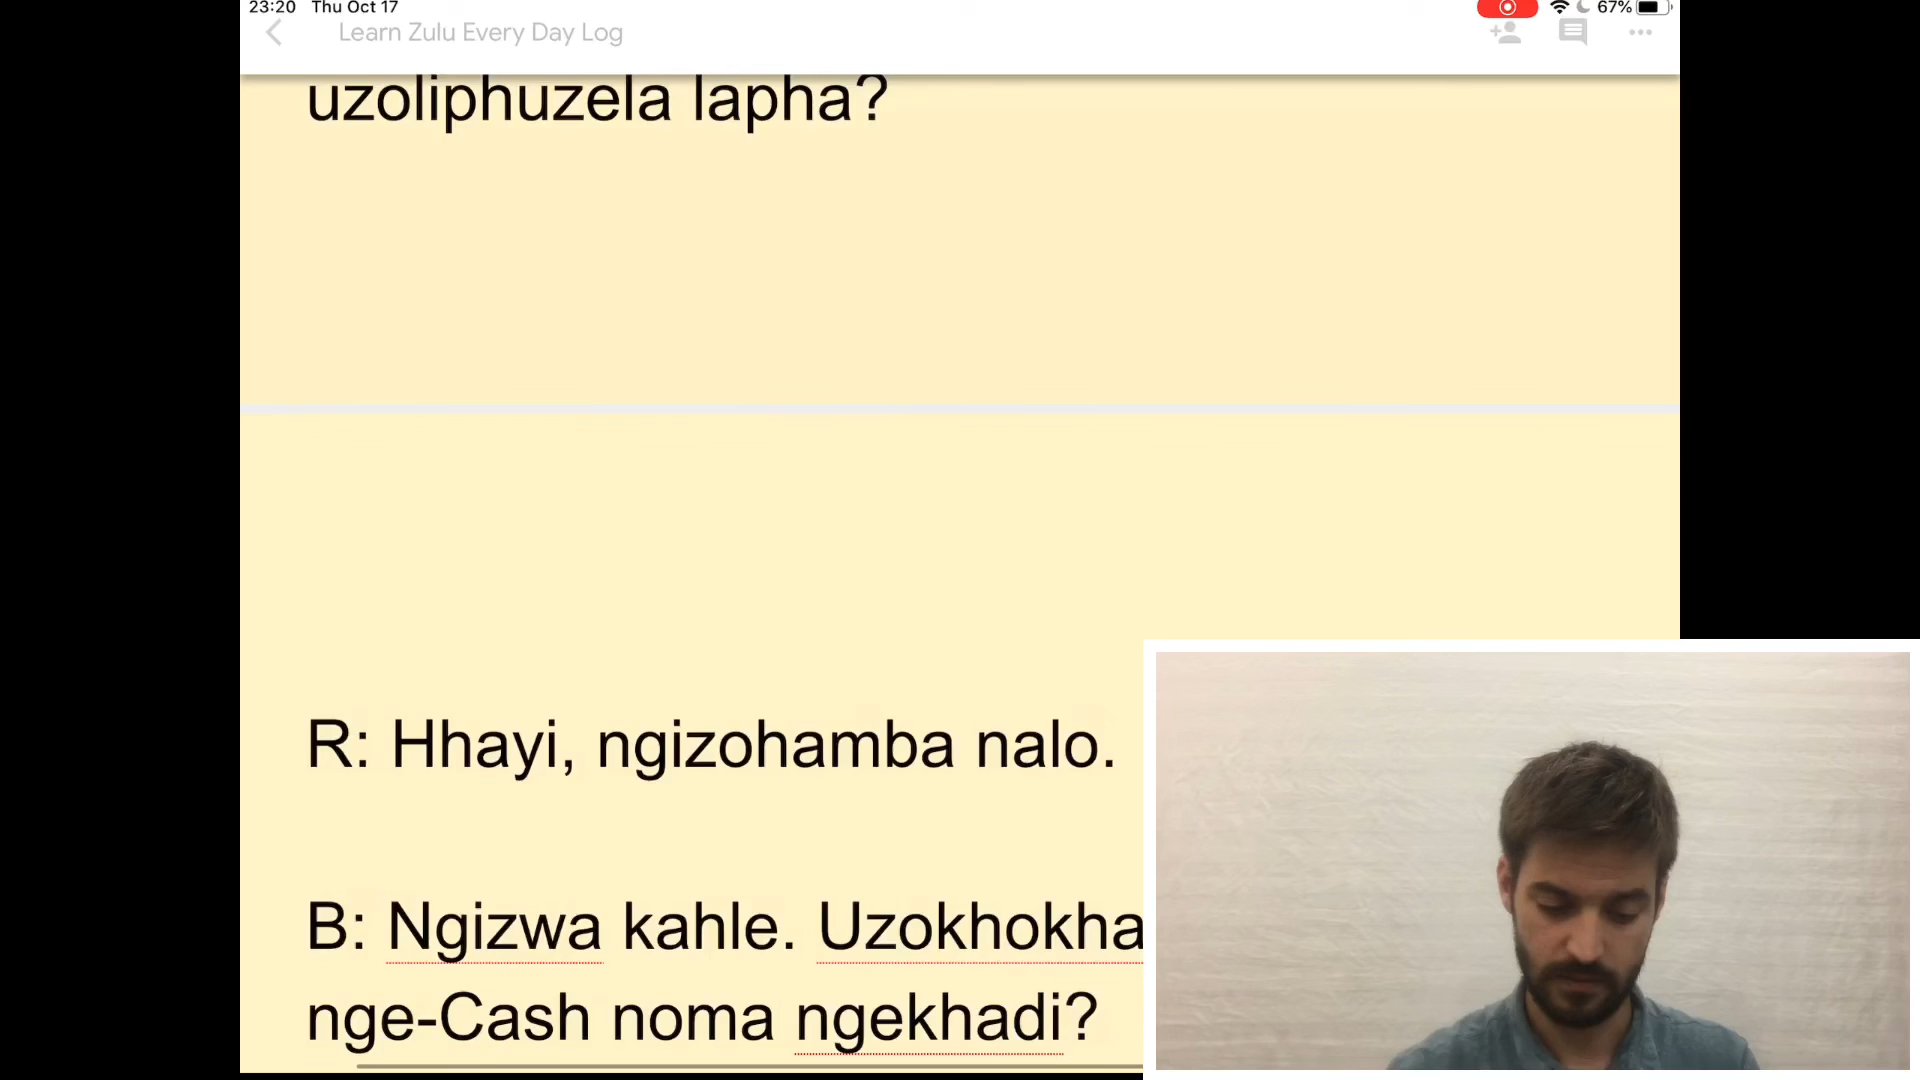 23:20 Thu Oct 17 67%
Learn Zulu Every Day Log
uzoliphuzela lapha?
R: Hhayi, ngizohamba nalo.
B: Ngizwa kahle. Uzokhokha
nge-Cash noma ngekhadi?